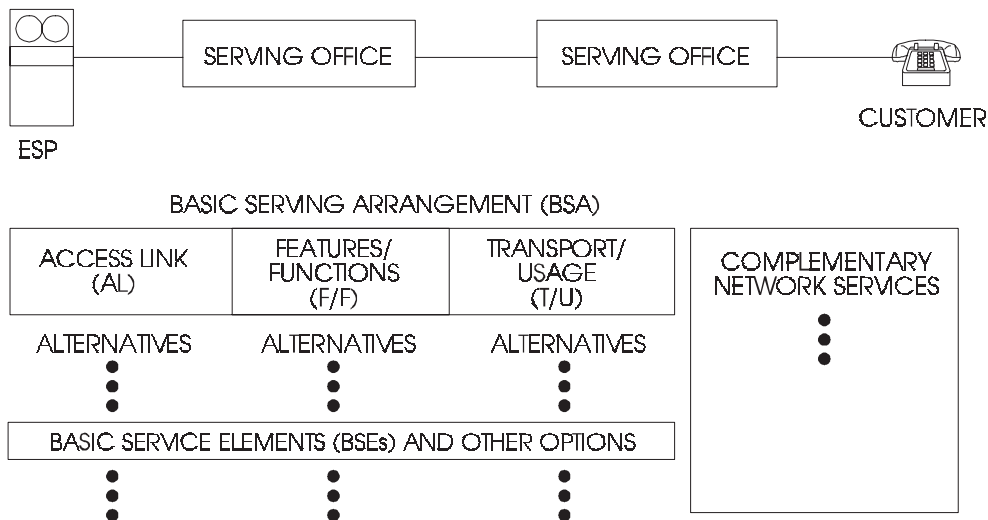 SERVING OFFICE
SERVING OFFICE
CUSTOMER
ESP
BASIC SERVING ARRANGEMENT (BSA)
ACCESS LINK
(AL)
FEATURES/
FUNCTIONS
(F/F)
TRANSPORT/
USAGE
(T/U)
COMPLEMENTARY
NETWORK SERVICES
ALTERNATIVES
ALTERNATIVES
ALTERNATIVES
BASIC SERVICE ELEMENTS (BSEs) AND OTHER OPTIONS